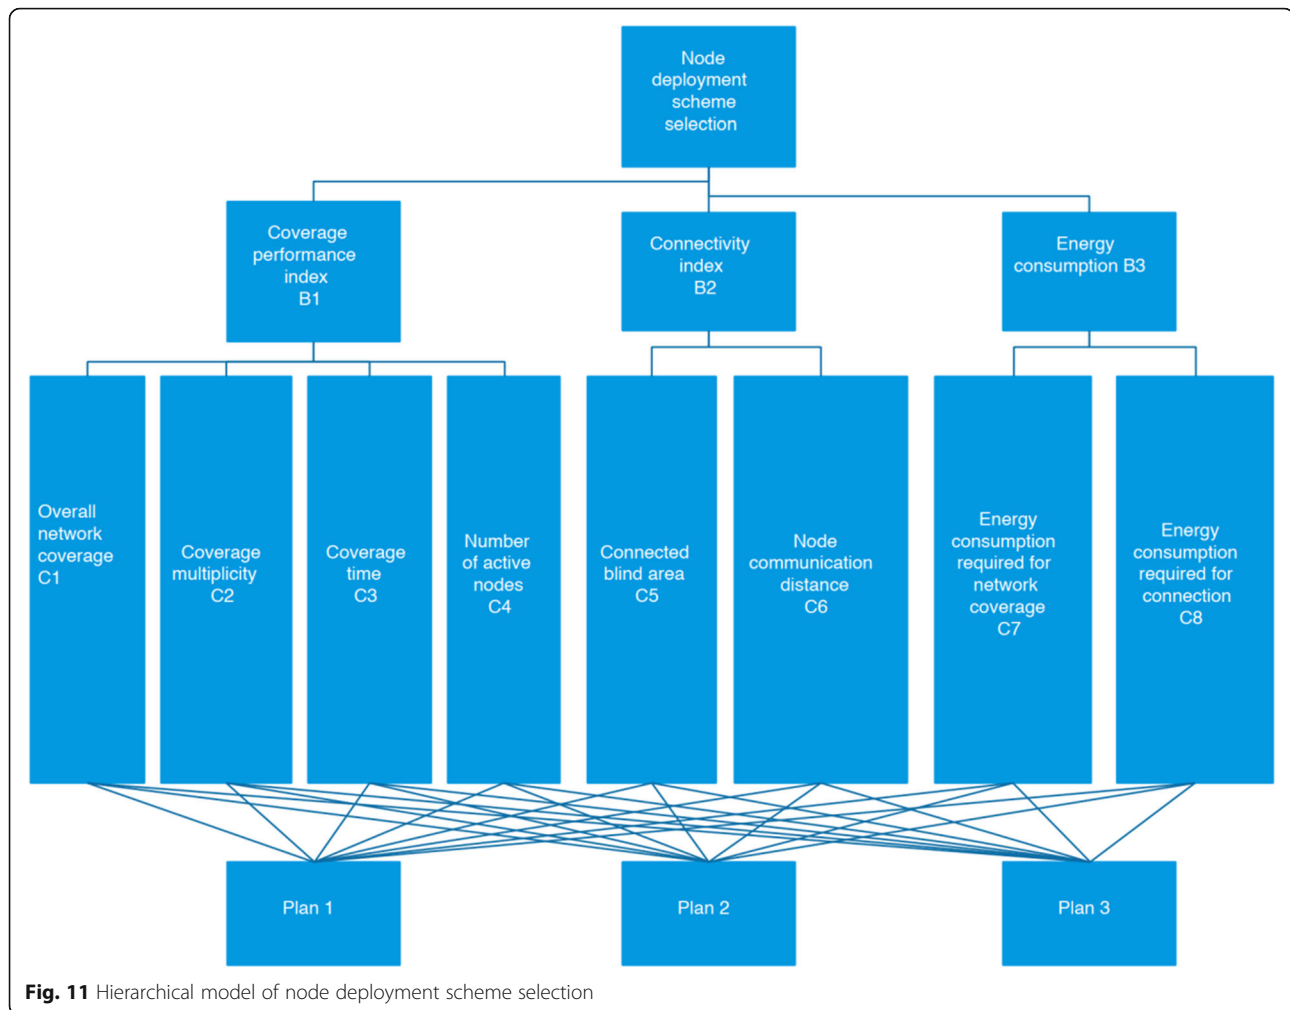 Node
deployment
scheme
selection
Coverage
performance
index
B1
Connectivity
index
B2
Energy
consumption B3
Overall
network
coverage
C1
Coverage
multiplicity
C2
Coverage
time
C3
Number
of active
nodes
C4
Connected
blind area
C5
Node
communication
distance
C6
Energy
consumption
required for
network
coverage
C7
Energy
consumption
required for
connection
C8
Plan 1
Plan 2
Plan 3
Fig. 11 Hierarchical model of node deployment scheme selection